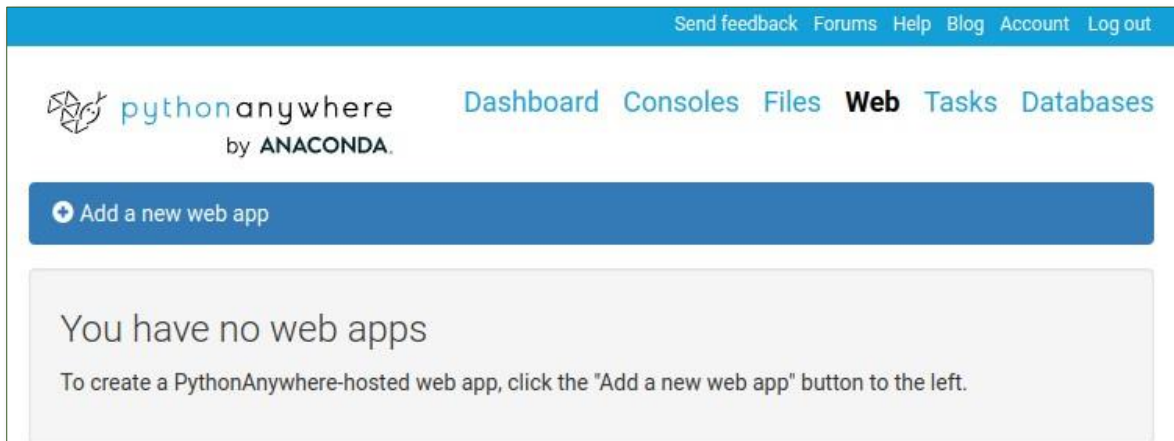 Send feedback Forums Help Blog Account Log out
pythonanywhere
by ANACONDA.
Dashboard Consoles Files Web Tasks Databases
Add a new web app
You have no web apps
To create a PythonAnywhere-hosted web app, click the "Add a new web app" button to the left.